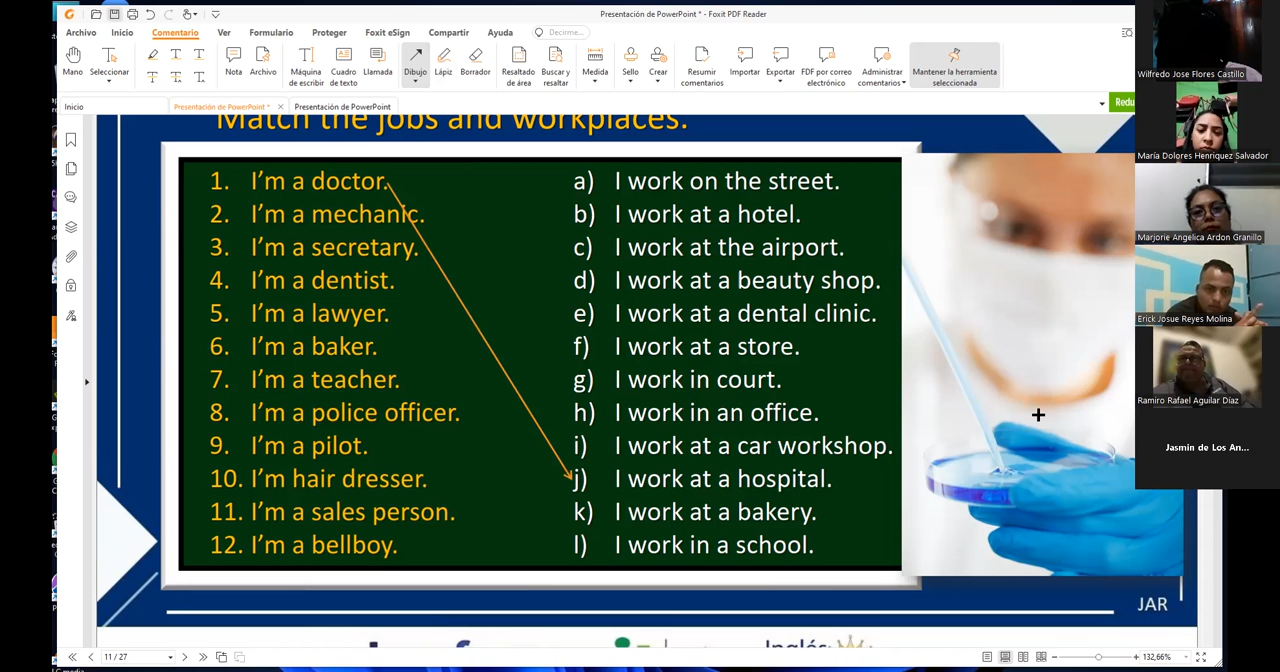 Presentación de PowerPoint * - Foxit PDF Reader
Archivo Inicio Comentario Ver Formulario Proteger Foxit eSign Compartir Ayuda Decirme...
Mano Seleccionar Nota Archivo Máquina de escribir Cuadro de texto Llamada Dibujo Lápiz Borrador Resaltado de área Buscar y resaltar Medida Sello Crear Resumir comentarios Importar Exportar FDF por correo electrónico Administrar comentarios Mantener la herramienta seleccionada
Inicio Presentación de PowerPoint * Presentación de PowerPoint Redu
Match the jobs and workplaces.
1. I'm a doctor. a) I work on the street.
2. I'm a mechanic. b) I work at a hotel.
3. I'm a secretary. c) I work at the airport.
4. I'm a dentist. d) I work at a beauty shop.
5. I'm a lawyer. e) I work at a dental clinic.
6. I'm a baker. f) I work at a store.
7. I'm a teacher. g) I work in court.
8. I'm a police officer. h) I work in an office.
9. I'm a pilot. i) I work at a car workshop.
10. I'm hair dresser. j) I work at a hospital.
11. I'm a sales person. k) I work at a bakery.
12. I'm a bellboy. l) I work in a school.
JAR
Inglés
11 / 27
132,66%
Wilfredo Jose Flores Castillo
María Dolores Henriquez Salvador
Marjorie Angélica Ardon Granillo
Erick Josue Reyes Molina
Ramiro Rafael Aguilar Díaz
Jasmin de Los An...